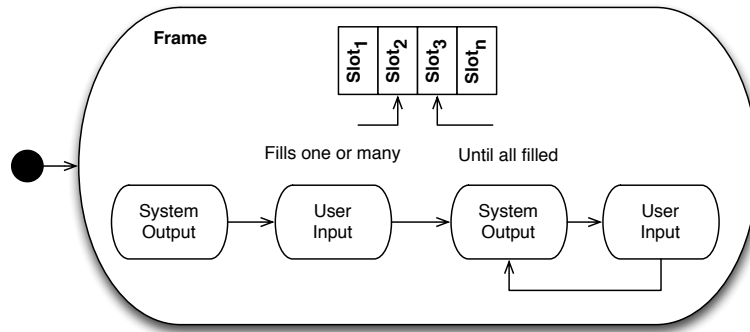 Frame
Slot1
Slot2
Slot3
Slotn
Fills one or many
Until all filled
System
Output
User
Input
System
Output
User
Input